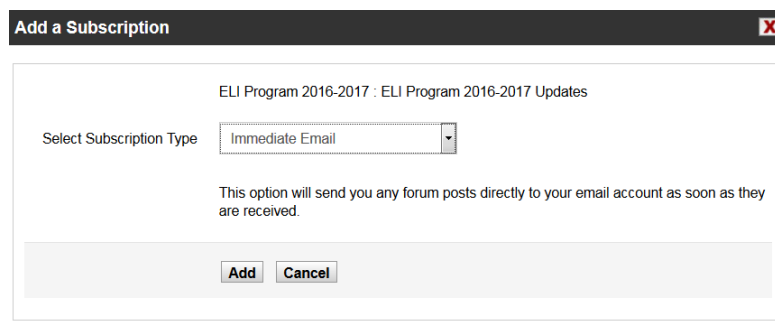 Add a Subscription
X
ELI Program 2016-2017 : ELI Program 2016-2017 Updates
Select Subscription Type Immediate Email
This option will send you any forum posts directly to your email account as soon as they
are received.
Add Cancel